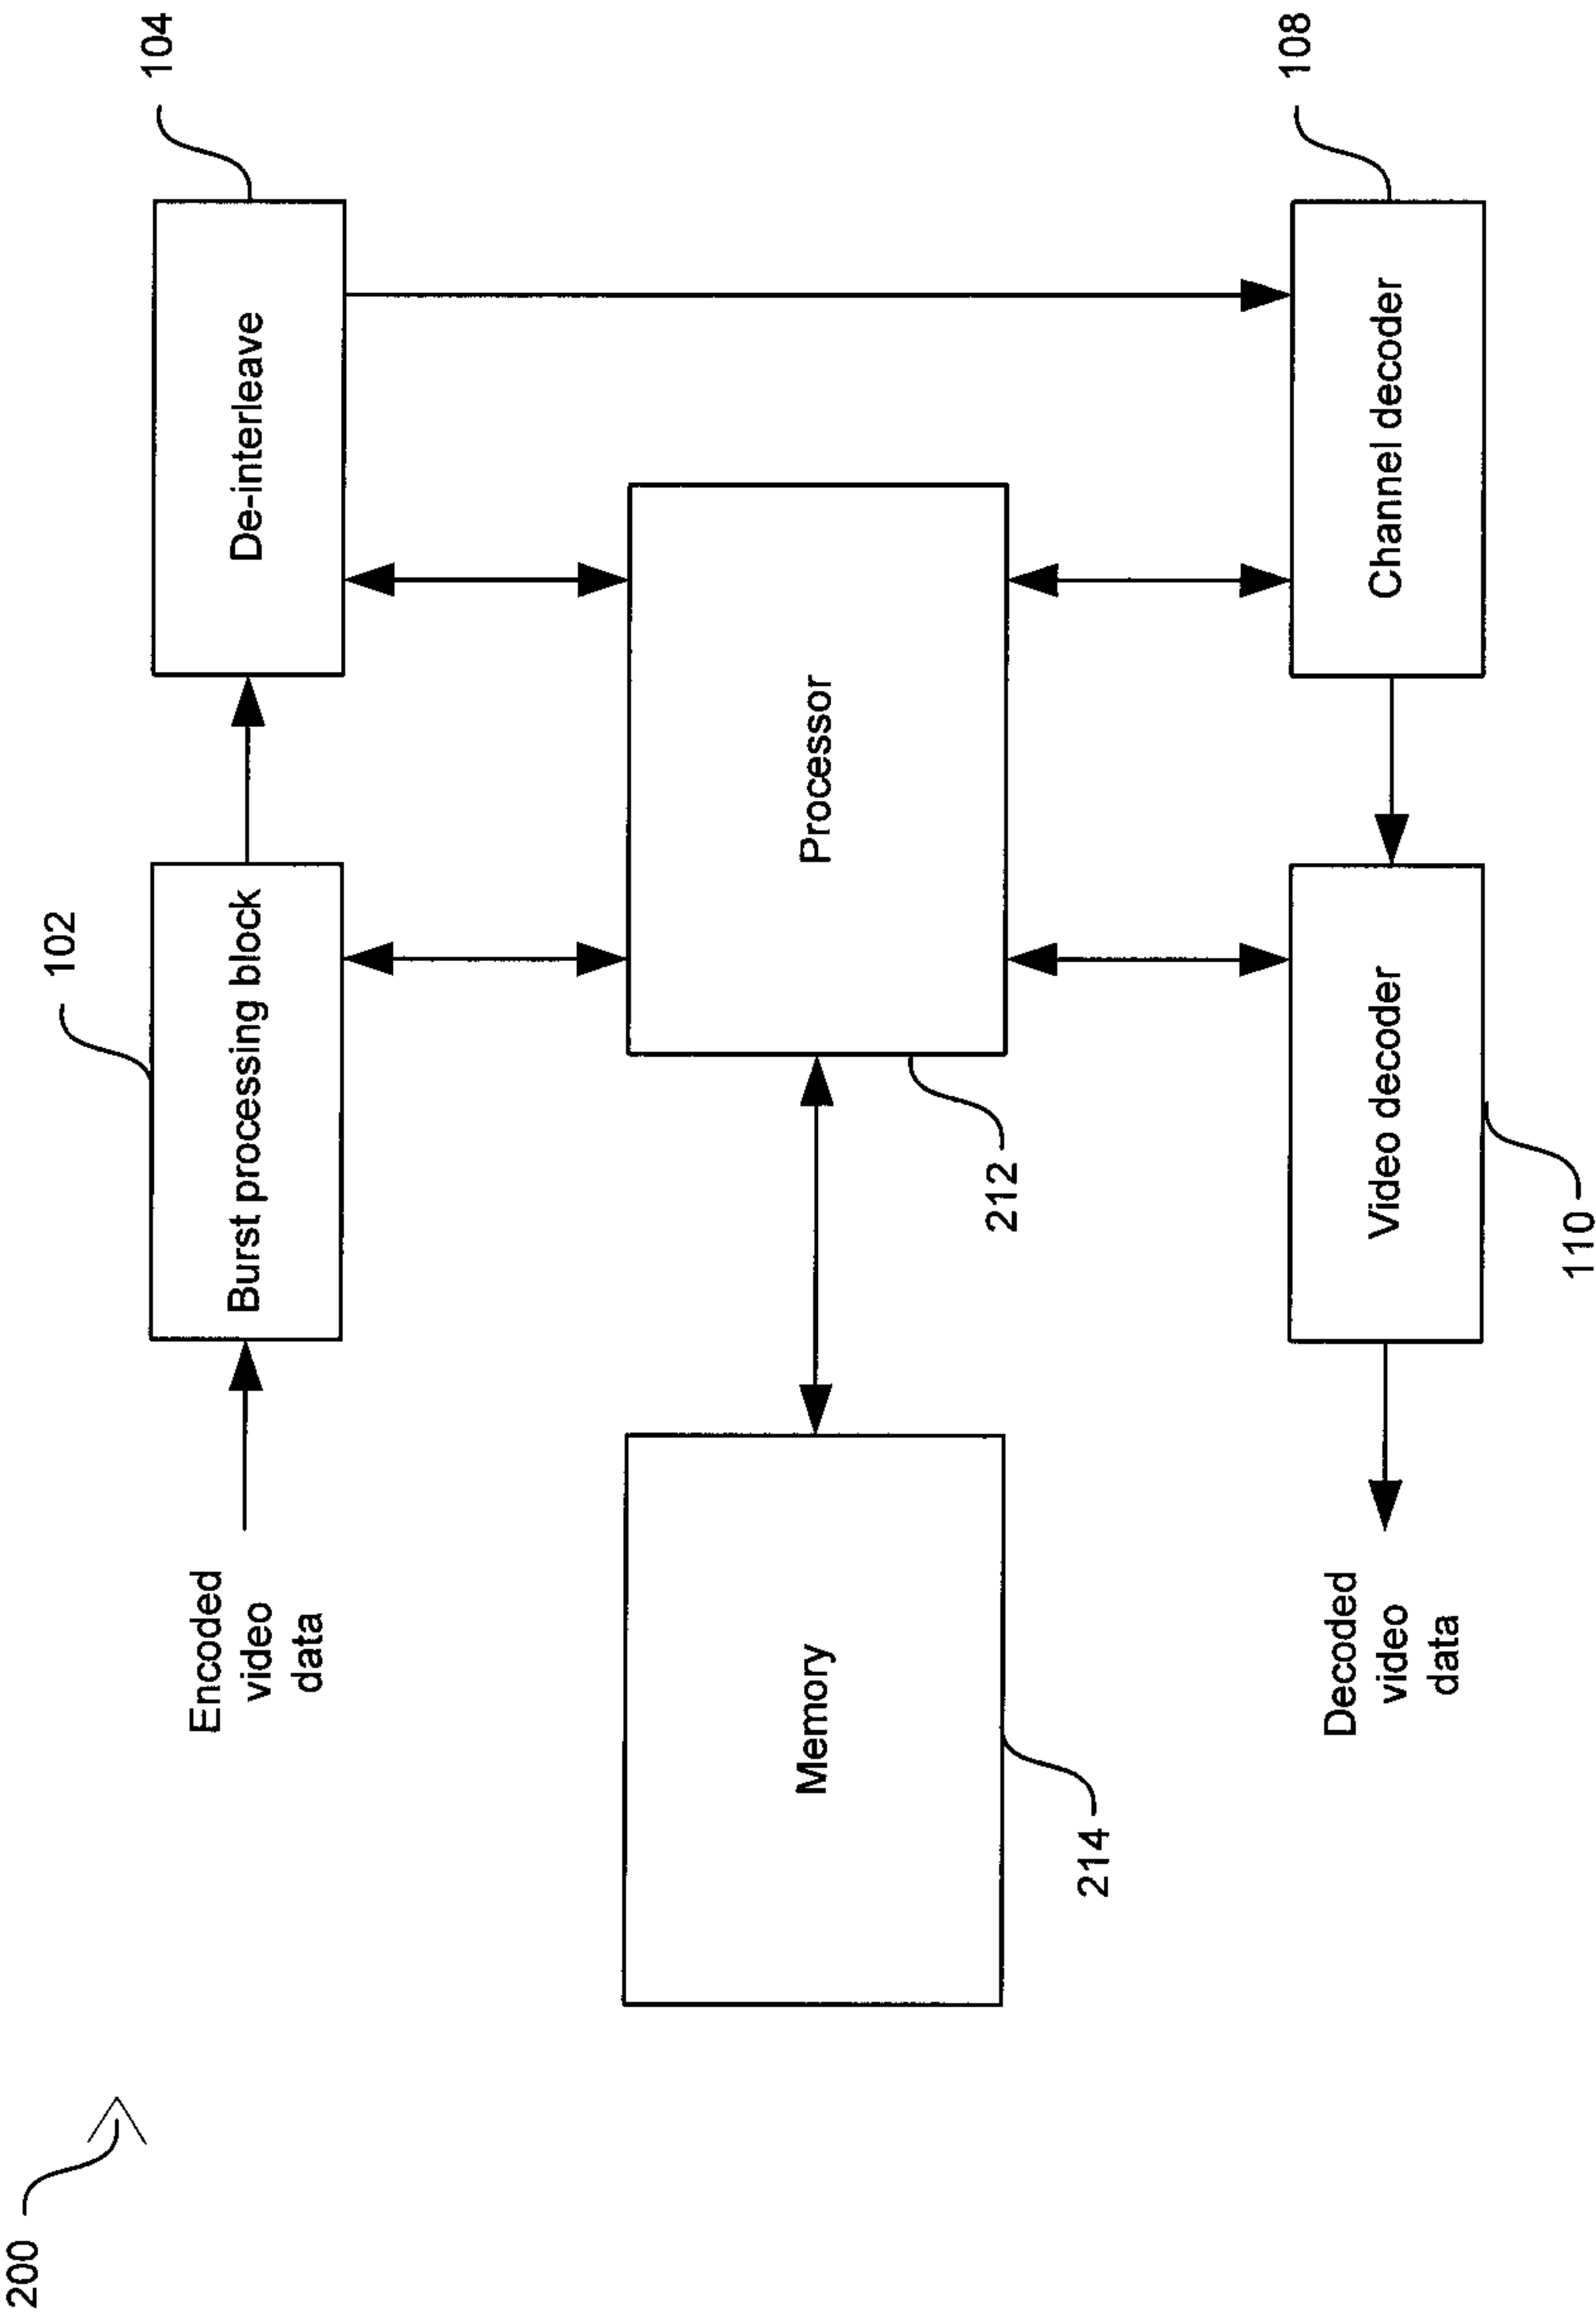 200
102
104
Encoded
video
data
Burst processing block
De-interleave
Memory
Processor
214
212
Decoded
video
data
Video decoder
Channel decoder
110
108